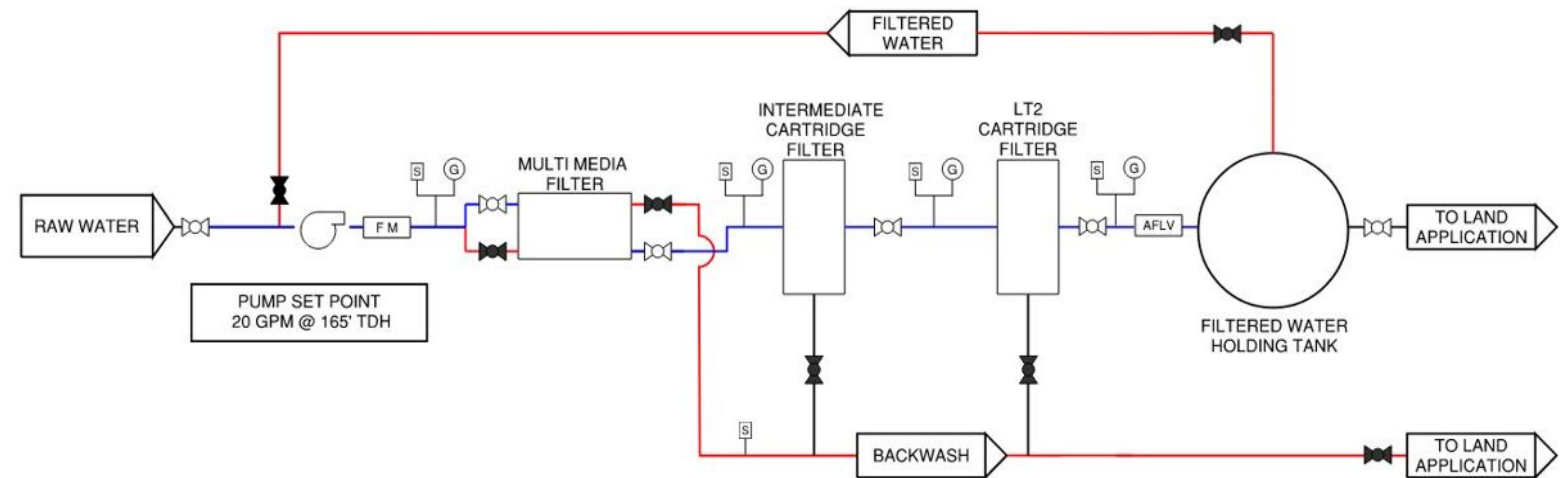 FILTERED
WATER
INTERMEDIATE
CARTRIDGE
FILTER
LT2
CARTRIDGE
FILTER
MULTI MEDIA
FILTER
S
G
S
G
S
G
S
G
RAW WATER
F M
AFLV
TO LAND
APPLICATION
PUMP SET POINT
20 GPM @ 165' TDH
FILTERED WATER
HOLDING TANK
S
BACKWASH
TO LAND
APPLICATION